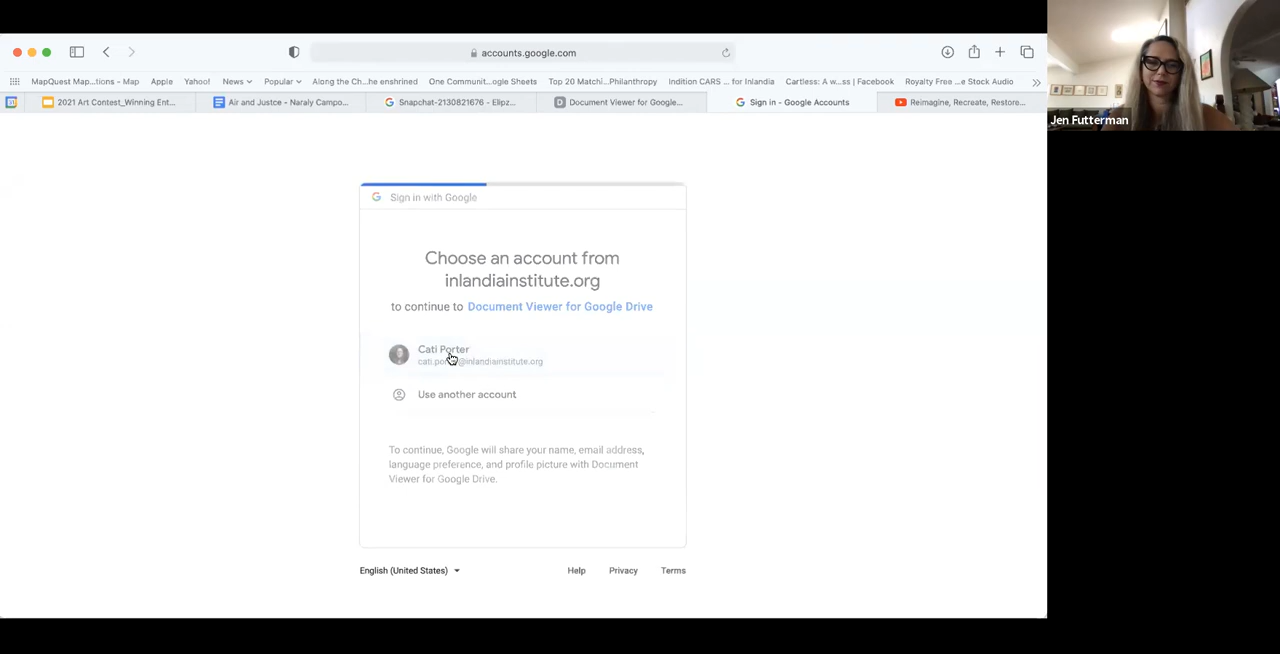 accounts.google.com
MapQuest Map...tions - Map
Apple
Yahoo!
News
Popular
Along the Ch...he enshrined
One Communit...ogle Sheets
Top 20 Matchi...Philanthropy
Indition CARS ... for Inlandia
Cartless: A w...ss | Facebook
Royalty Free ...e Stock Audio
2021 Art Contest_Winning Ent...
Air and Justice - Naraly Campo...
Snapchat-2130821676 - Elipz...
Document Viewer for Google...
Sign in - Google Accounts
Reimagine, Recreate, Restore...
Jen Futterman
Sign in with Google
Choose an account from
inlandiainstitute.org
to continue to Document Viewer for Google Drive
Cati Porter
@inlandiainstitute.org
Use another account
To continue, Google will share your name, email address,
language preference, and profile picture with Document
Viewer for Google Drive.
English (United States)
Help
Privacy
Terms